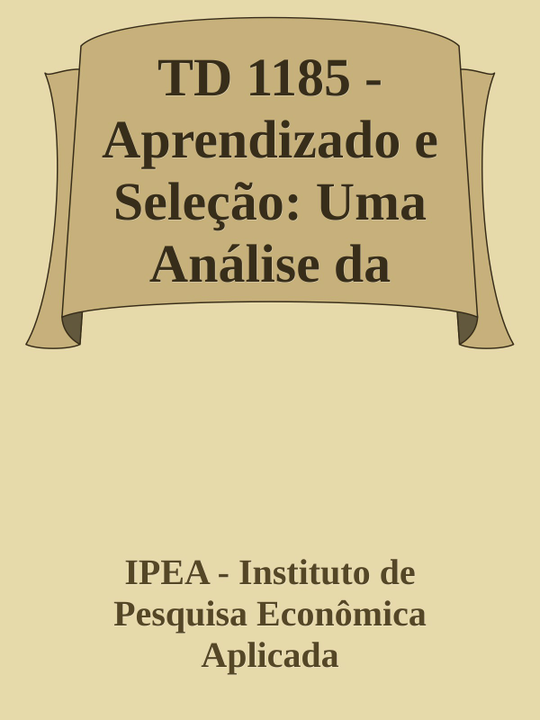 TD 1185 -
Aprendizado e
Seleção: Uma
Análise da
IPEA - Instituto de
Pesquisa Econômica
Aplicada